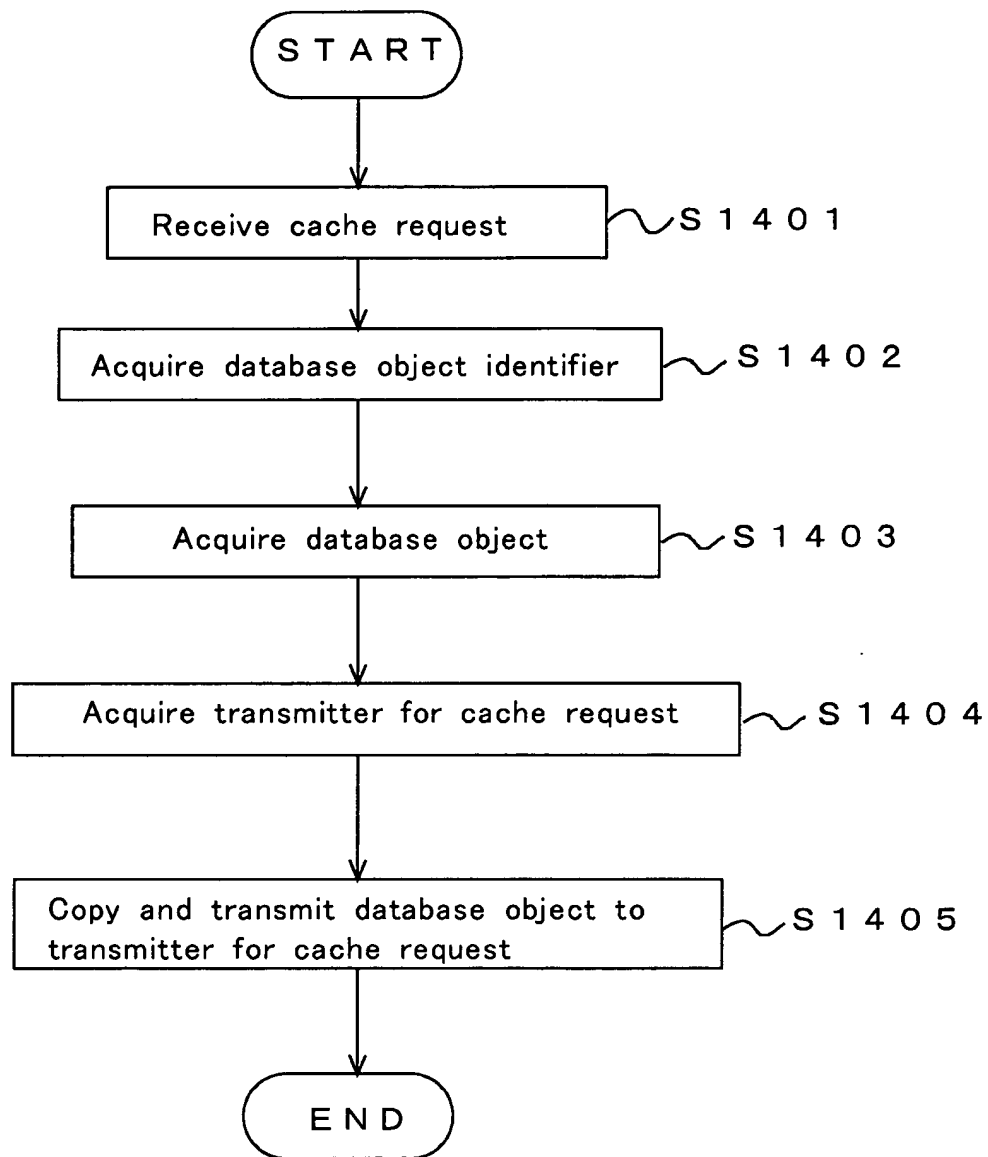 START
Receive cache request
S1401
Acquire database object identifier
S1402
Acquire database object
S1403
Acquire transmitter for cache request
S1404
Copy and transmit database object to
transmitter for cache request
S1405
END